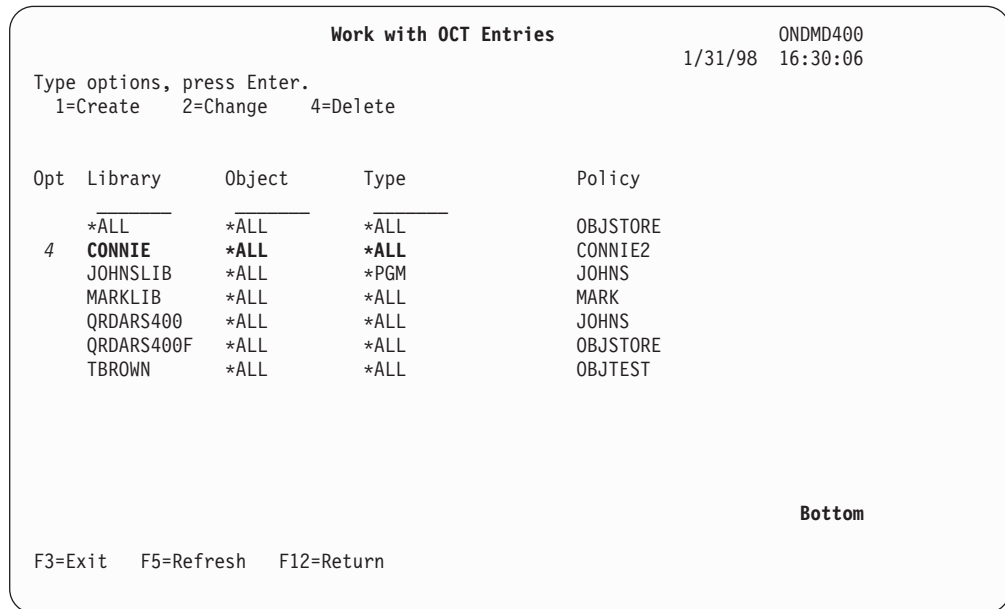 Work with OCT Entries ONDMD400
1/31/98 16:30:06
Type options, press Enter.
1=Create 2=Change 4=Delete
Opt Library Object Type Policy
_______ _______ _______
*ALL *ALL *ALL OBJSTORE
4 CONNIE *ALL *ALL CONNIE2
JOHNSLIB *ALL *PGM JOHNS
MARKLIB *ALL *ALL MARK
QRDARS400 *ALL *ALL JOHNS
QRDARS400F *ALL *ALL OBJSTORE
TBROWN *ALL *ALL OBJTEST
Bottom
F3=Exit F5=Refresh F12=Return